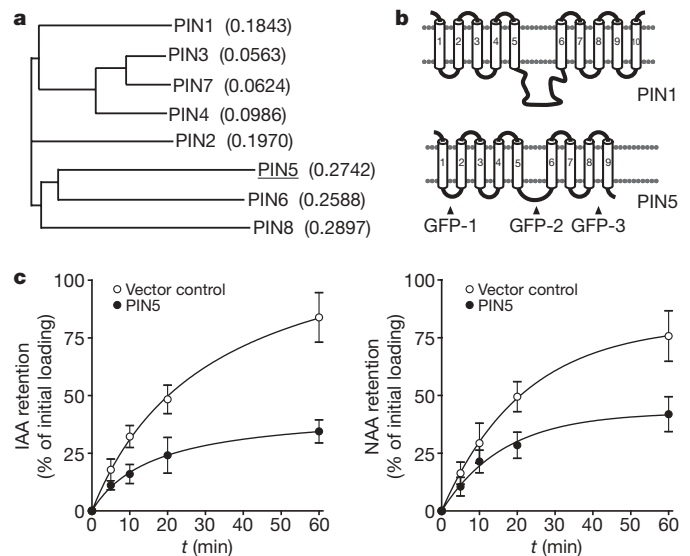 a
PIN1 (0.1843)
PIN3 (0.0563)
PIN7 (0.0624)
PIN4 (0.0986)
PIN2 (0.1970)
PIN5 (0.2742)
PIN6 (0.2588)
PIN8 (0.2897)
b
1 2 3 4 5 6 7 8 9 10
PIN1
1 2 3 4 5 6 7 8 9
PIN5
GFP-1 GFP-2 GFP-3
c
Vector control
PIN5
IAA retention
(% of initial loading)
100
75
50
25
0
0 10 20 30 40 50 60
t (min)
Vector control
PIN5
NAA retention
(% of initial loading)
100
75
50
25
0
0 10 20 30 40 50 60
t (min)